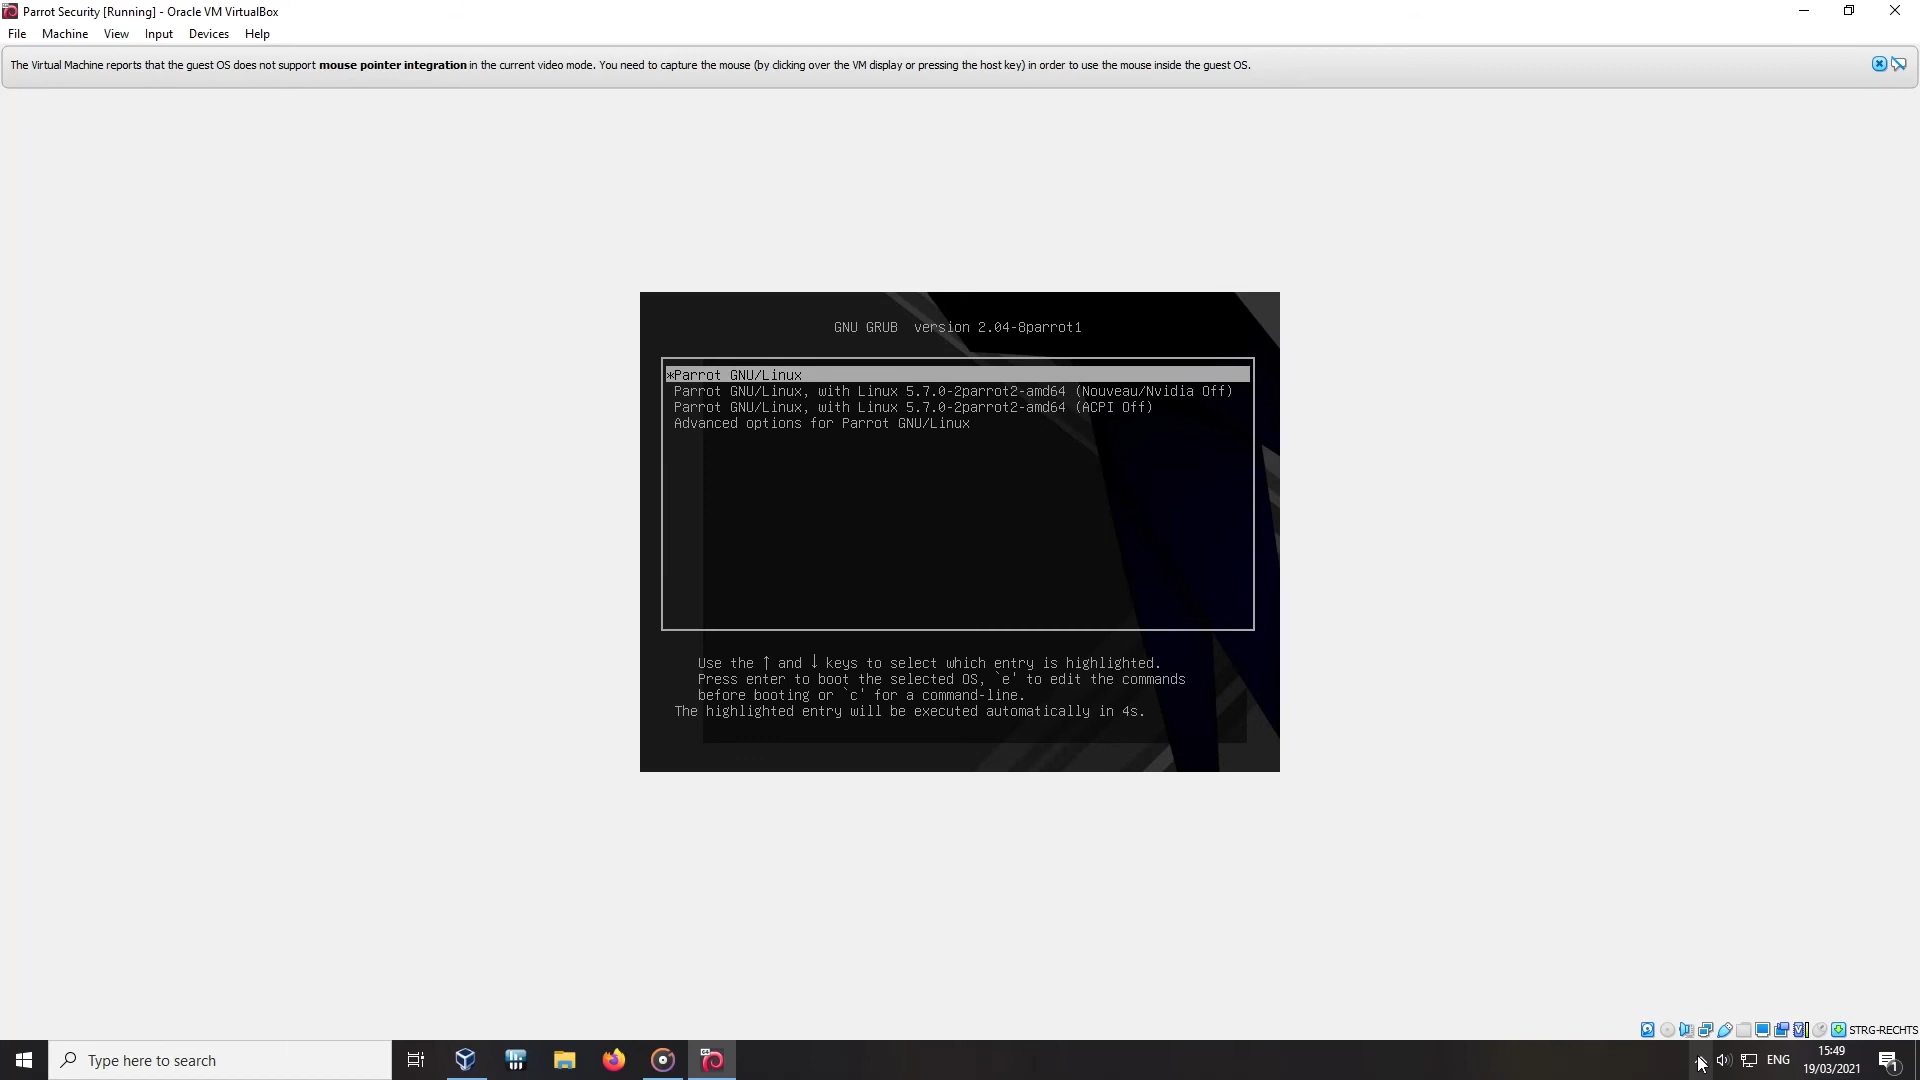 Parrot Security [Running] - Oracle VM VirtualBox
File Machine View Input Devices Help
The Virtual Machine reports that the guest OS does not support mouse pointer integration in the current video mode. You need to capture the mouse (by clicking over the VM display or pressing the host key) in order to use the mouse inside the guest OS.
GNU GRUB version 2.04-8parrot1
*Parrot GNU/Linux
Parrot GNU/Linux, with Linux 5.7.0-2parrot2-amd64 (Nouveau/Nvidia Off)
Parrot GNU/Linux, with Linux 5.7.0-2parrot2-amd64 (ACPI Off)
Advanced options for Parrot GNU/Linux
Use the ↑ and ↓ keys to select which entry is highlighted.
Press enter to boot the selected OS, `e' to edit the commands
before booting or `c' for a command-line.
The highlighted entry will be executed automatically in 4s.
STRG-RECHTS
Type here to search
64
ENG
15:49
19/03/2021
1